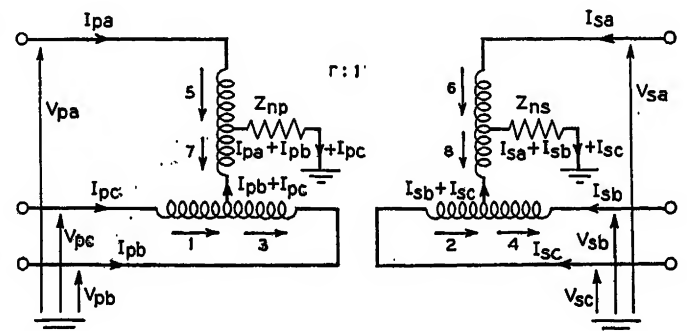 Ipa
Isa
r:1
5
Znp
6
Zns
Vpa
Vsa
7
Ipa+Ipb
+Ipc
8
Isa+Isb
+Isc
Ipc
Ipb+Ipc
Isb+Isc
Isb
Vpc
1
3
2
4
Vsb
Ipb
Isc
Vpb
Vsc